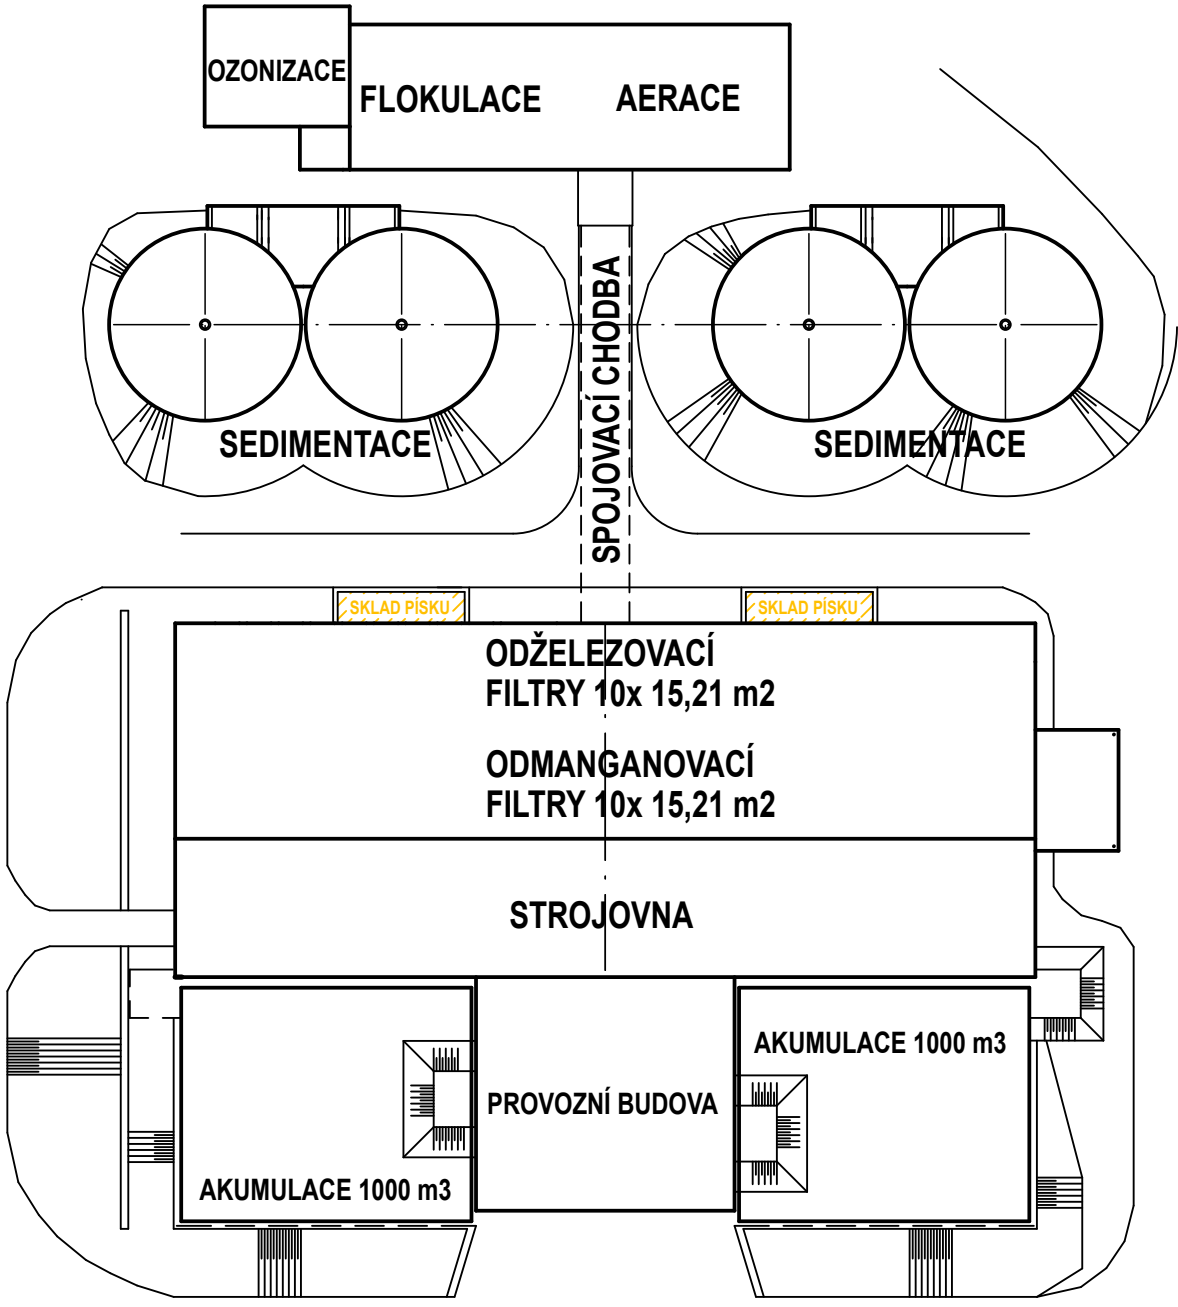 OZONIZACE
FLOKULACE
AERACE
SPOJOVACÍ CHODBA
SEDIMENTACE
SEDIMENTACE
SKLAD PÍSKU
SKLAD PÍSKU
ODŽELEZOVACÍ
FILTRY 10x 15,21 m2
ODMANGANOVACÍ
FILTRY 10x 15,21 m2
STROJOVNA
AKUMULACE 1000 m3
PROVOZNÍ BUDOVA
AKUMULACE 1000 m3